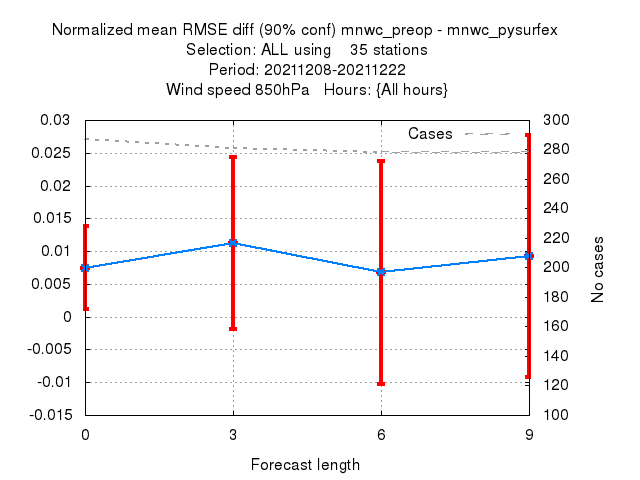 Normalized mean RMSE diff (90% conf) mnwc_preop - mnwc_pysurfex
Selection: ALL using    35 stations
Period: 20211208-20211222
Wind speed 850hPa   Hours: {All hours}
0.03
0.025
0.02
0.015
0.01
0.005
0
-0.005
-0.01
-0.015
Cases
300
280
260
240
220
200
180
160
140
120
100
No cases
0 3 6 9
Forecast length